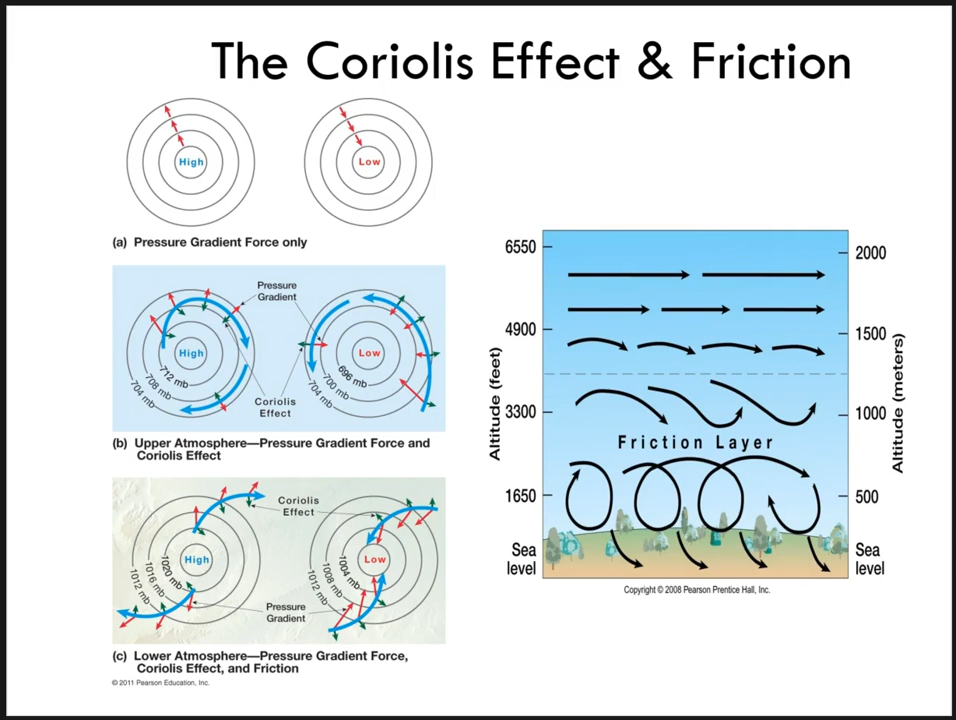 The Coriolis Effect & Friction
High
Low
(a) Pressure Gradient Force only
Pressure
Gradient
High
Low
712 mb
708 mb
704 mb
696 mb
700 mb
704 mb
Coriolis
Effect
(b) Upper Atmosphere—Pressure Gradient Force and
Coriolis Effect
Coriolis
Effect
High
Low
1020 mb
1016 mb
1012 mb
1004 mb
1008 mb
1012 mb
Pressure
Gradient
(c) Lower Atmosphere—Pressure Gradient Force,
Coriolis Effect, and Friction
© 2011 Pearson Education, Inc.
Altitude (feet)
6550
4900
3300
1650
Sea
level
Friction Layer
2000
1500
1000
500
Sea
level
Altitude (meters)
Copyright © 2008 Pearson Prentice Hall, Inc.